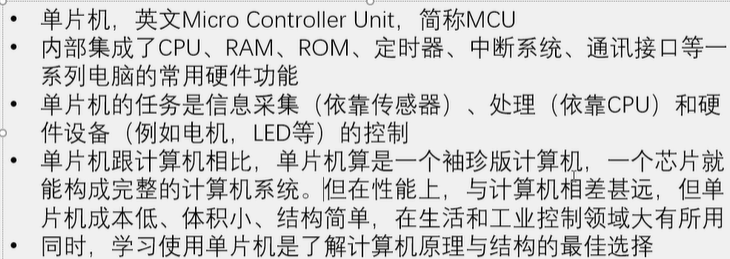 • 单片机，英文Micro Controller Unit，简称MCU
• 内部集成了CPU、RAM、ROM、定时器、中断系统、通讯接口等一
系列电脑的常用硬件功能
• 单片机的任务是信息采集（依靠传感器）、处理（依靠CPU）和硬
件设备（例如电机，LED等）的控制
• 单片机跟计算机相比，单片机算是一个袖珍版计算机，一个芯片就
能构成完整的计算机系统。但在性能上，与计算机相差甚远，但单
片机成本低、体积小、结构简单，在生活和工业控制领域大有所用
• 同时，学习使用单片机是了解计算机原理与结构的最佳选择